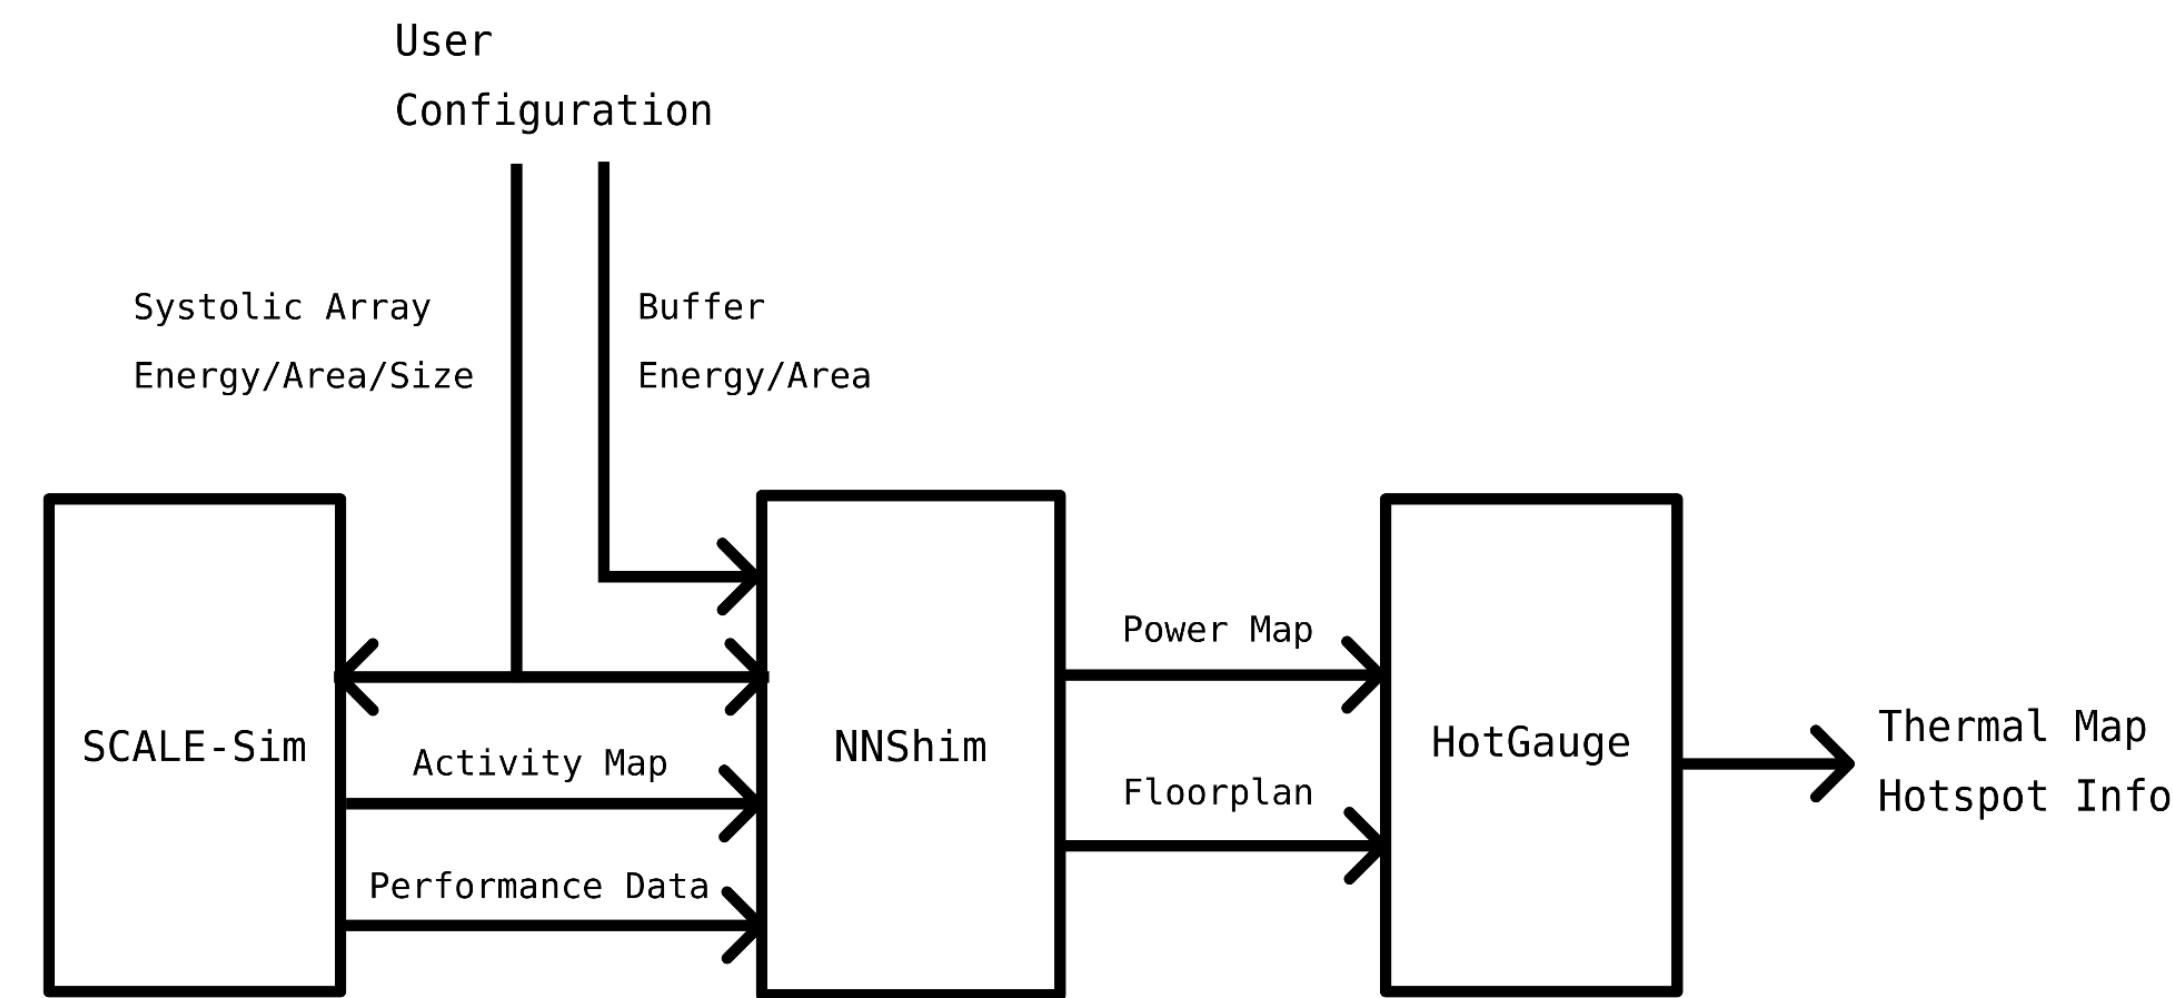 User
Configuration
Systolic Array
Energy/Area/Size
Buffer
Energy/Area
SCALE-Sim
Activity Map
Performance Data
NNShim
Power Map
Floorplan
HotGauge
Thermal Map
Hotspot Info